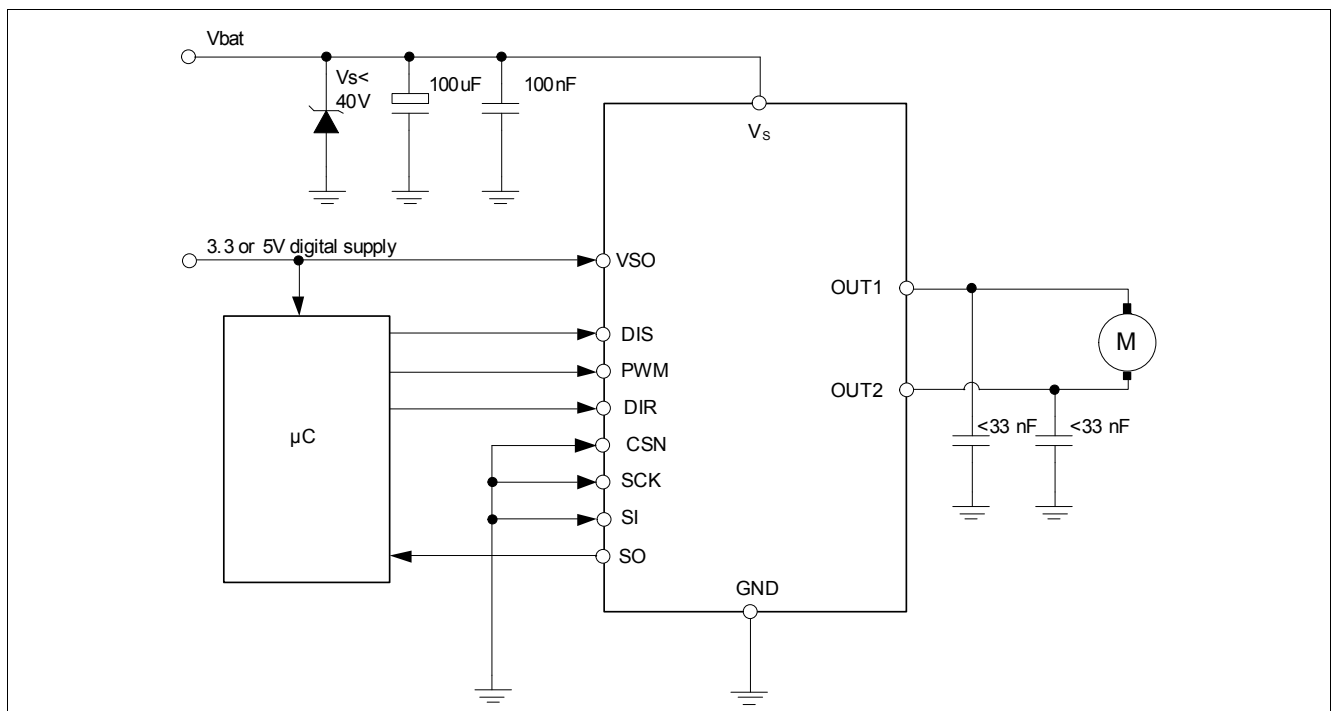 Vbat
Vs<
40V
100uF
100nF
VS
3.3 or 5V digital supply
VSO
OUT1
DIS
M
PWM
OUT2
DIR
µC
<33 nF
<33 nF
CSN
SCK
SI
SO
GND